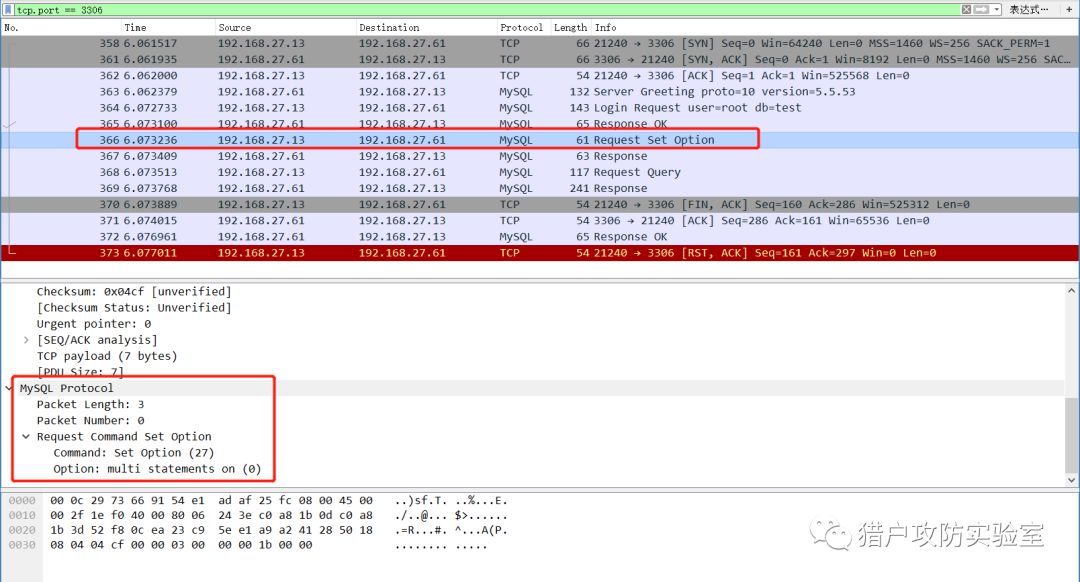 tcp.port == 3306 表达式… +
No. Time Source Destination Protocol Length Info
358 6.061517 192.168.27.13 192.168.27.61 TCP 66 21240 → 3306 [SYN] Seq=0 Win=64240 Len=0 MSS=1460 WS=256 SACK_PERM=1
361 6.061935 192.168.27.61 192.168.27.13 TCP 66 3306 → 21240 [SYN, ACK] Seq=0 Ack=1 Win=8192 Len=0 MSS=1460 WS=256 SAC…
362 6.062000 192.168.27.13 192.168.27.61 TCP 54 21240 → 3306 [ACK] Seq=1 Ack=1 Win=525568 Len=0
363 6.062379 192.168.27.61 192.168.27.13 MySQL 132 Server Greeting proto=10 version=5.5.53
364 6.072733 192.168.27.13 192.168.27.61 MySQL 143 Login Request user=root db=test
365 6.073100 192.168.27.61 192.168.27.13 MySQL 65 Response OK
366 6.073236 192.168.27.13 192.168.27.61 MySQL 61 Request Set Option
367 6.073409 192.168.27.61 192.168.27.13 MySQL 63 Response
368 6.073513 192.168.27.13 192.168.27.61 MySQL 117 Request Query
369 6.073768 192.168.27.61 192.168.27.13 MySQL 241 Response
370 6.073889 192.168.27.13 192.168.27.61 TCP 54 21240 → 3306 [FIN, ACK] Seq=160 Ack=286 Win=525312 Len=0
371 6.074015 192.168.27.61 192.168.27.13 TCP 54 3306 → 21240 [ACK] Seq=286 Ack=161 Win=65536 Len=0
372 6.076961 192.168.27.61 192.168.27.13 MySQL 65 Response OK
373 6.077011 192.168.27.13 192.168.27.61 TCP 54 21240 → 3306 [RST, ACK] Seq=161 Ack=297 Win=0 Len=0
Checksum: 0x04cf [unverified]
[Checksum Status: Unverified]
Urgent pointer: 0
[SEQ/ACK analysis]
TCP payload (7 bytes)
[PDU Size: 7]
MySQL Protocol
Packet Length: 3
Packet Number: 0
Request Command Set Option
Command: Set Option (27)
Option: multi statements on (0)
0000 00 0c 29 73 66 91 54 e1 ad af 25 fc 08 00 45 00 ..)sf.T. ..%...E.
0010 00 2f 1e f0 40 00 80 06 24 3e c0 a8 1b 0d c0 a8 ./..@... $>......
0020 1b 3d 52 f8 0c ea 23 c9 5e e1 a9 a2 41 28 50 18 .=R...#. ^...A(P.
0030 08 04 04 cf 00 00 03 00 00 00 1b 00 00 ........ .....
猎户攻防实验室